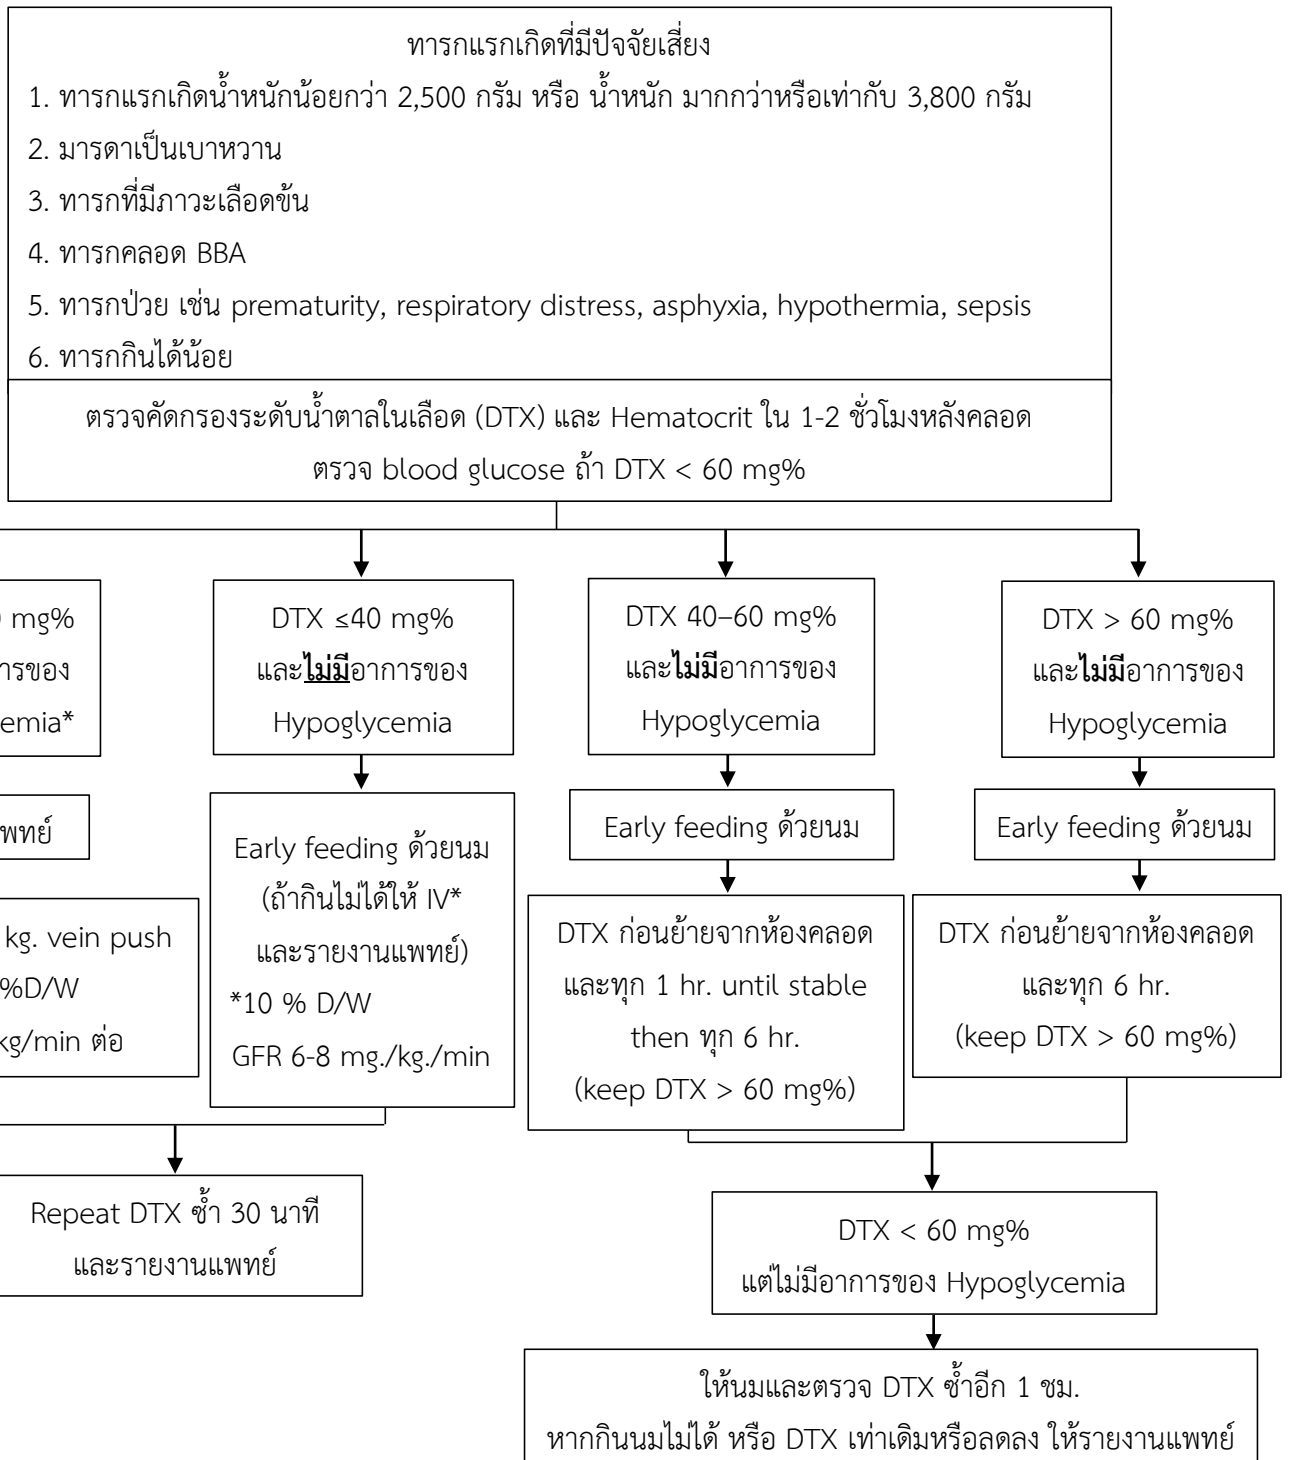 ทารกแรกเกิดที่มีปัจจัยเสี่ยง
1. ทารกแรกเกิดน้ำหนักน้อยกว่า 2,500 กรัม หรือ น้ำหนัก มากกว่าหรือเท่ากับ 3,800 กรัม
2. มารดาเป็นเบาหวาน
3. ทารกที่มีภาวะเลือดข้น
4. ทารกคลอด BBA
5. ทารกป่วย เช่น prematurity, respiratory distress, asphyxia, hypothermia, sepsis
6. ทารกกินได้น้อย
ตรวจคัดกรองระดับน้ำตาลในเลือด (DTX) และ Hematocrit ใน 1-2 ชั่วโมงหลังคลอด
ตรวจ blood glucose ถ้า DTX < 60 mg%
mg%
ารของ
emia*
พทย์
kg. vein push
%D/W
kg/min ต่อ
DTX ≤40 mg%
และไม่มีอาการของ
Hypoglycemia
Early feeding ด้วยนม
(ถ้ากินไม่ได้ให้ IV*
และรายงานแพทย์)
*10 % D/W
GFR 6-8 mg./kg./min
Repeat DTX ซ้ำ 30 นาที
และรายงานแพทย์
DTX 40–60 mg%
และไม่มีอาการของ
Hypoglycemia
Early feeding ด้วยนม
DTX ก่อนย้ายจากห้องคลอด
และทุก 1 hr. until stable
then ทุก 6 hr.
(keep DTX > 60 mg%)
DTX > 60 mg%
และไม่มีอาการของ
Hypoglycemia
Early feeding ด้วยนม
DTX ก่อนย้ายจากห้องคลอด
และทุก 6 hr.
(keep DTX > 60 mg%)
DTX < 60 mg%
แต่ไม่มีอาการของ Hypoglycemia
ให้นมและตรวจ DTX ซ้ำอีก 1 ชม.
หากกินนมไม่ได้ หรือ DTX เท่าเดิมหรือลดลง ให้รายงานแพทย์